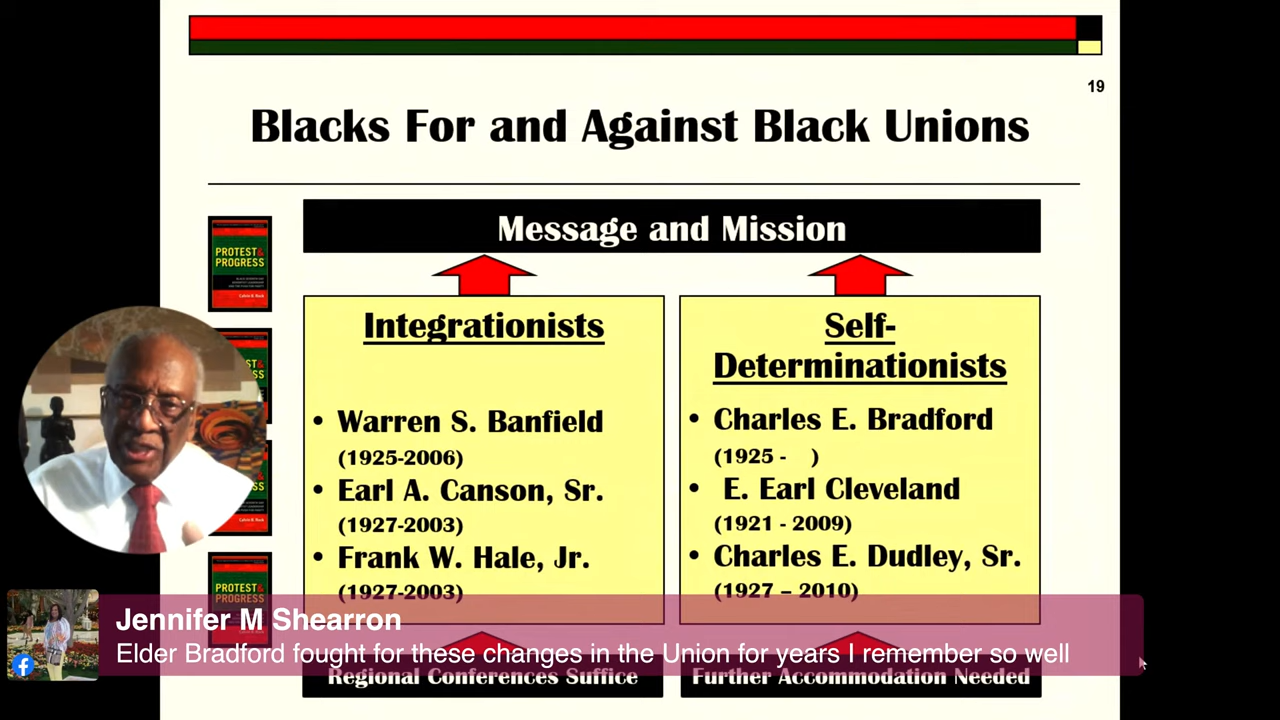 19
Blacks For and Against Black Unions
Message and Mission
PROTEST&
PROGRESS
Integrationists
• Warren S. Banfield
(1925-2006)
• Earl A. Canson, Sr.
(1927-2003)
• Frank W. Hale, Jr.
(1927-2003)
Self-
Determinationists
• Charles E. Bradford
(1925 - )
• E. Earl Cleveland
(1921 - 2009)
• Charles E. Dudley, Sr.
(1927 – 2010)
PROTEST&
PROGRESS
Jennifer M Shearron
Elder Bradford fought for these changes in the Union for years I remember so well
Regional Conferences Suffice
Further Accommodation Needed